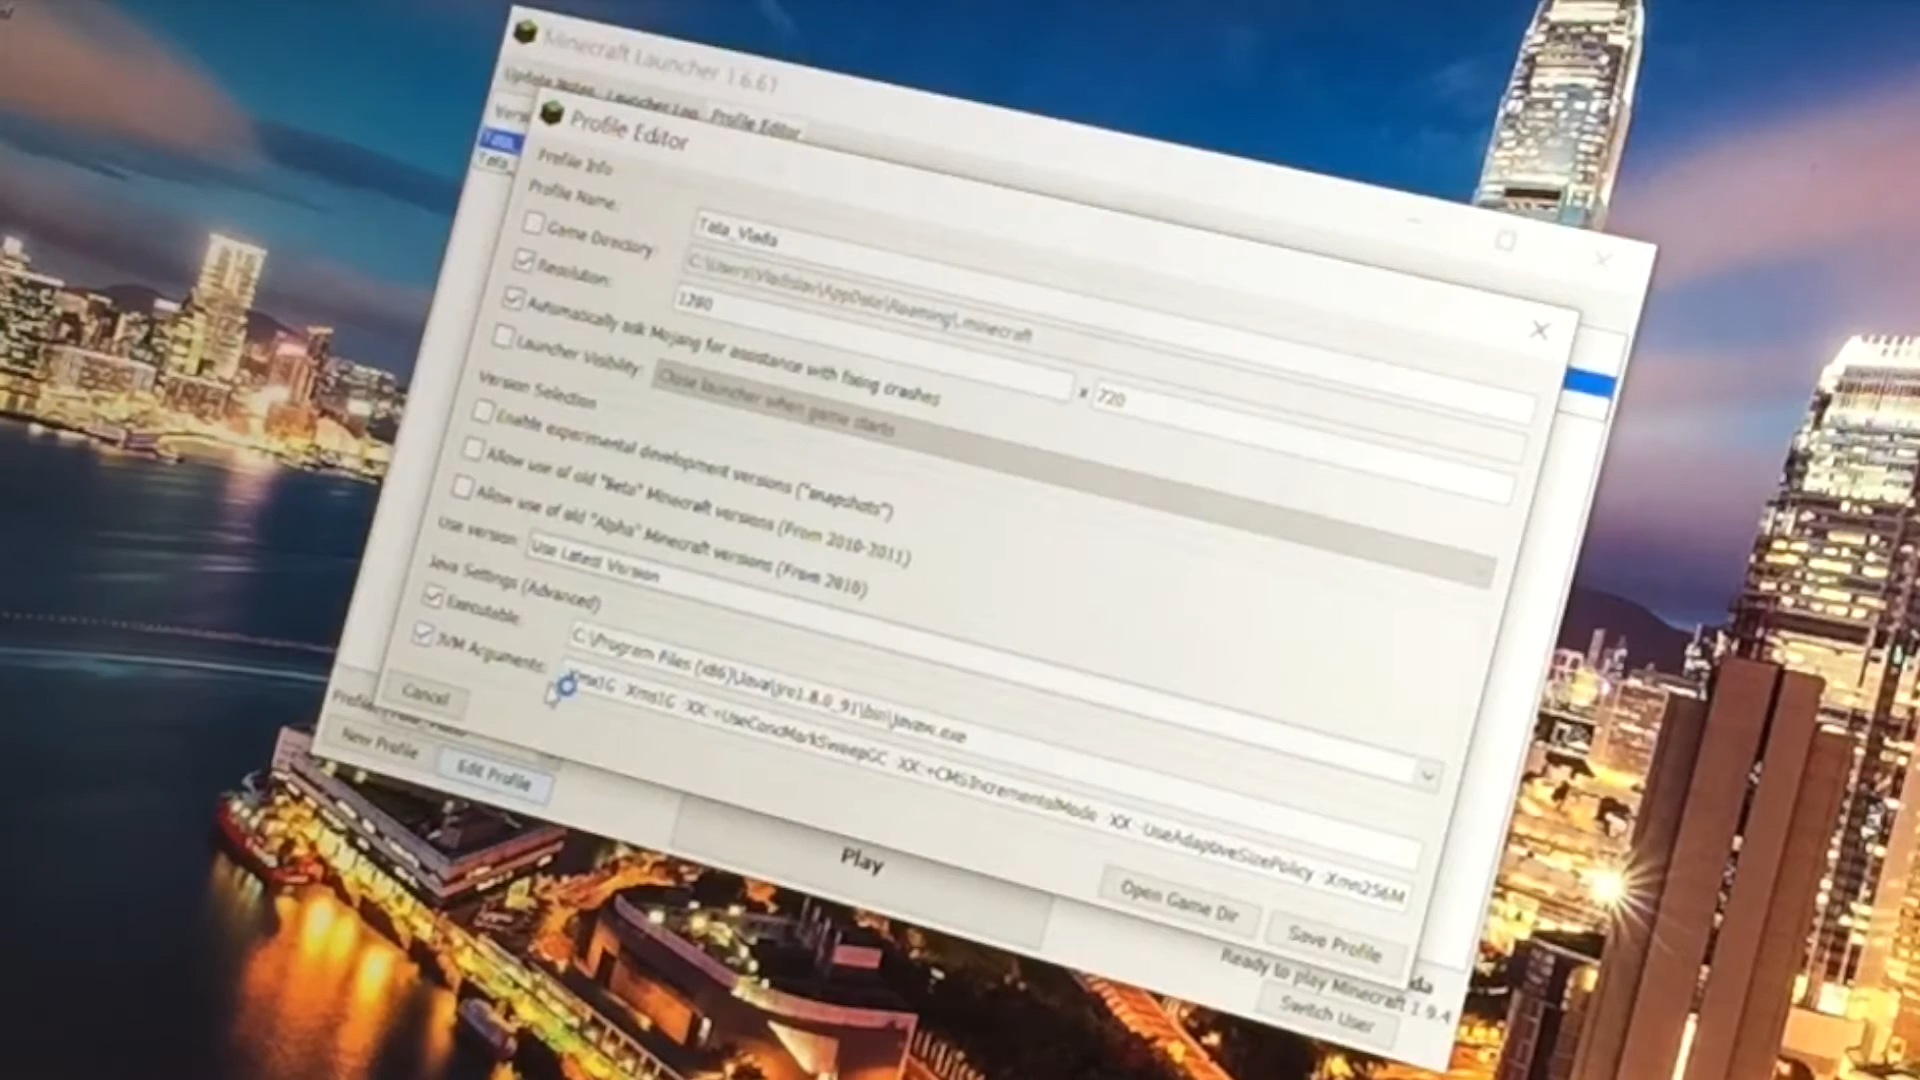 Minecraft Launcher 1.6.61
Update Notes Launcher Log Profile Editor
Profile Editor
Profile Info
Profile Name:
Tata_Vlada
Game Directory:
C:\Users\Vladislav\AppData\Roaming\.minecraft
Resolution:
1280 x 720
Automatically ask Mojang for assistance with fixing crashes
Launcher Visibility:
Close launcher when game starts
Version Selection
Enable experimental development versions ("snapshots")
Allow use of old "Beta" Minecraft versions (From 2010-2011)
Allow use of old "Alpha" Minecraft versions (From 2010)
Use version:
Use Latest Version
Java Settings (Advanced)
Executable:
C:\Program Files (x86)\Java\jre1.8.0_91\bin\javaw.exe
JVM Arguments:
-Xmx1G -Xms1G -XX:+UseConcMarkSweepGC -XX:+CMSIncrementalMode -XX:-UseAdaptiveSizePolicy -Xmn256M
Cancel
Open Game Dir
Save Profile
New Profile
Edit Profile
Play
Ready to play Minecraft 1.9.4
Switch User